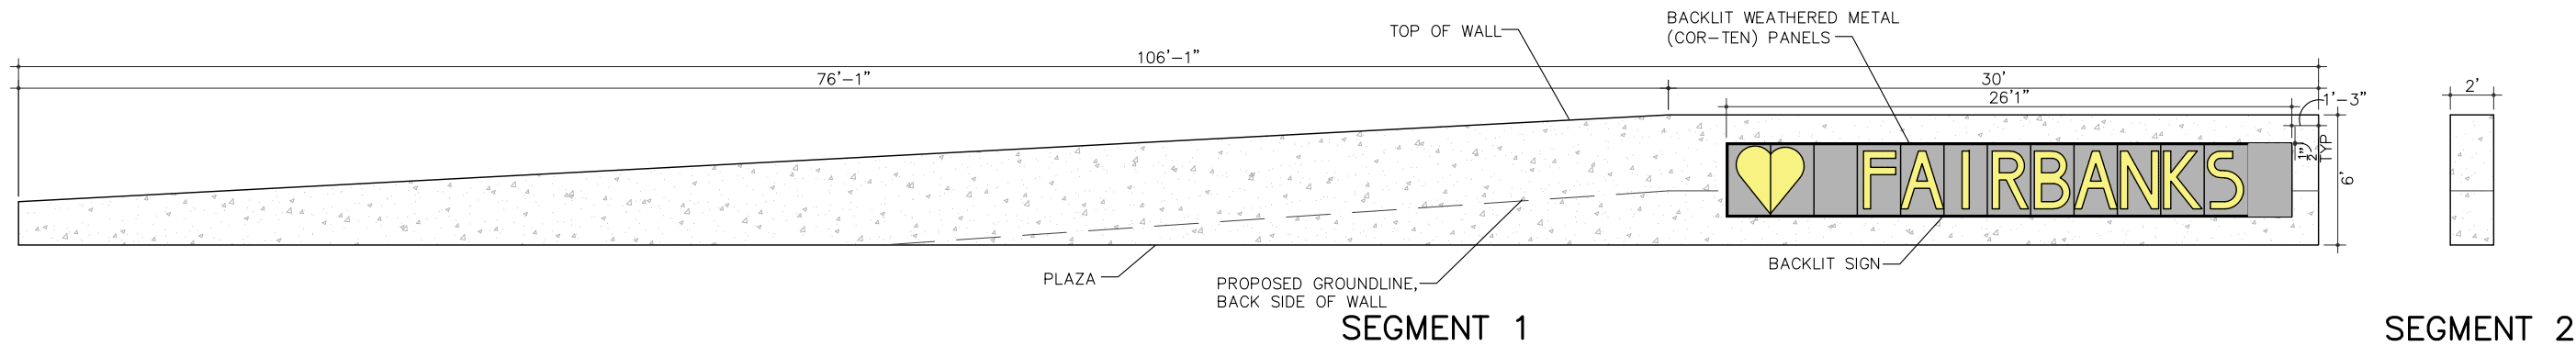 BACKLIT WEATHERED METAL
(COR-TEN) PANELS
TOP OF WALL
106'-1"
76'-1"
30'
26'1"
1'-3"
2'
1"
2
TYP
6'
FAIRBANKS
BACKLIT SIGN
PLAZA
PROPOSED GROUNDLINE,
BACK SIDE OF WALL
SEGMENT 1
SEGMENT 2